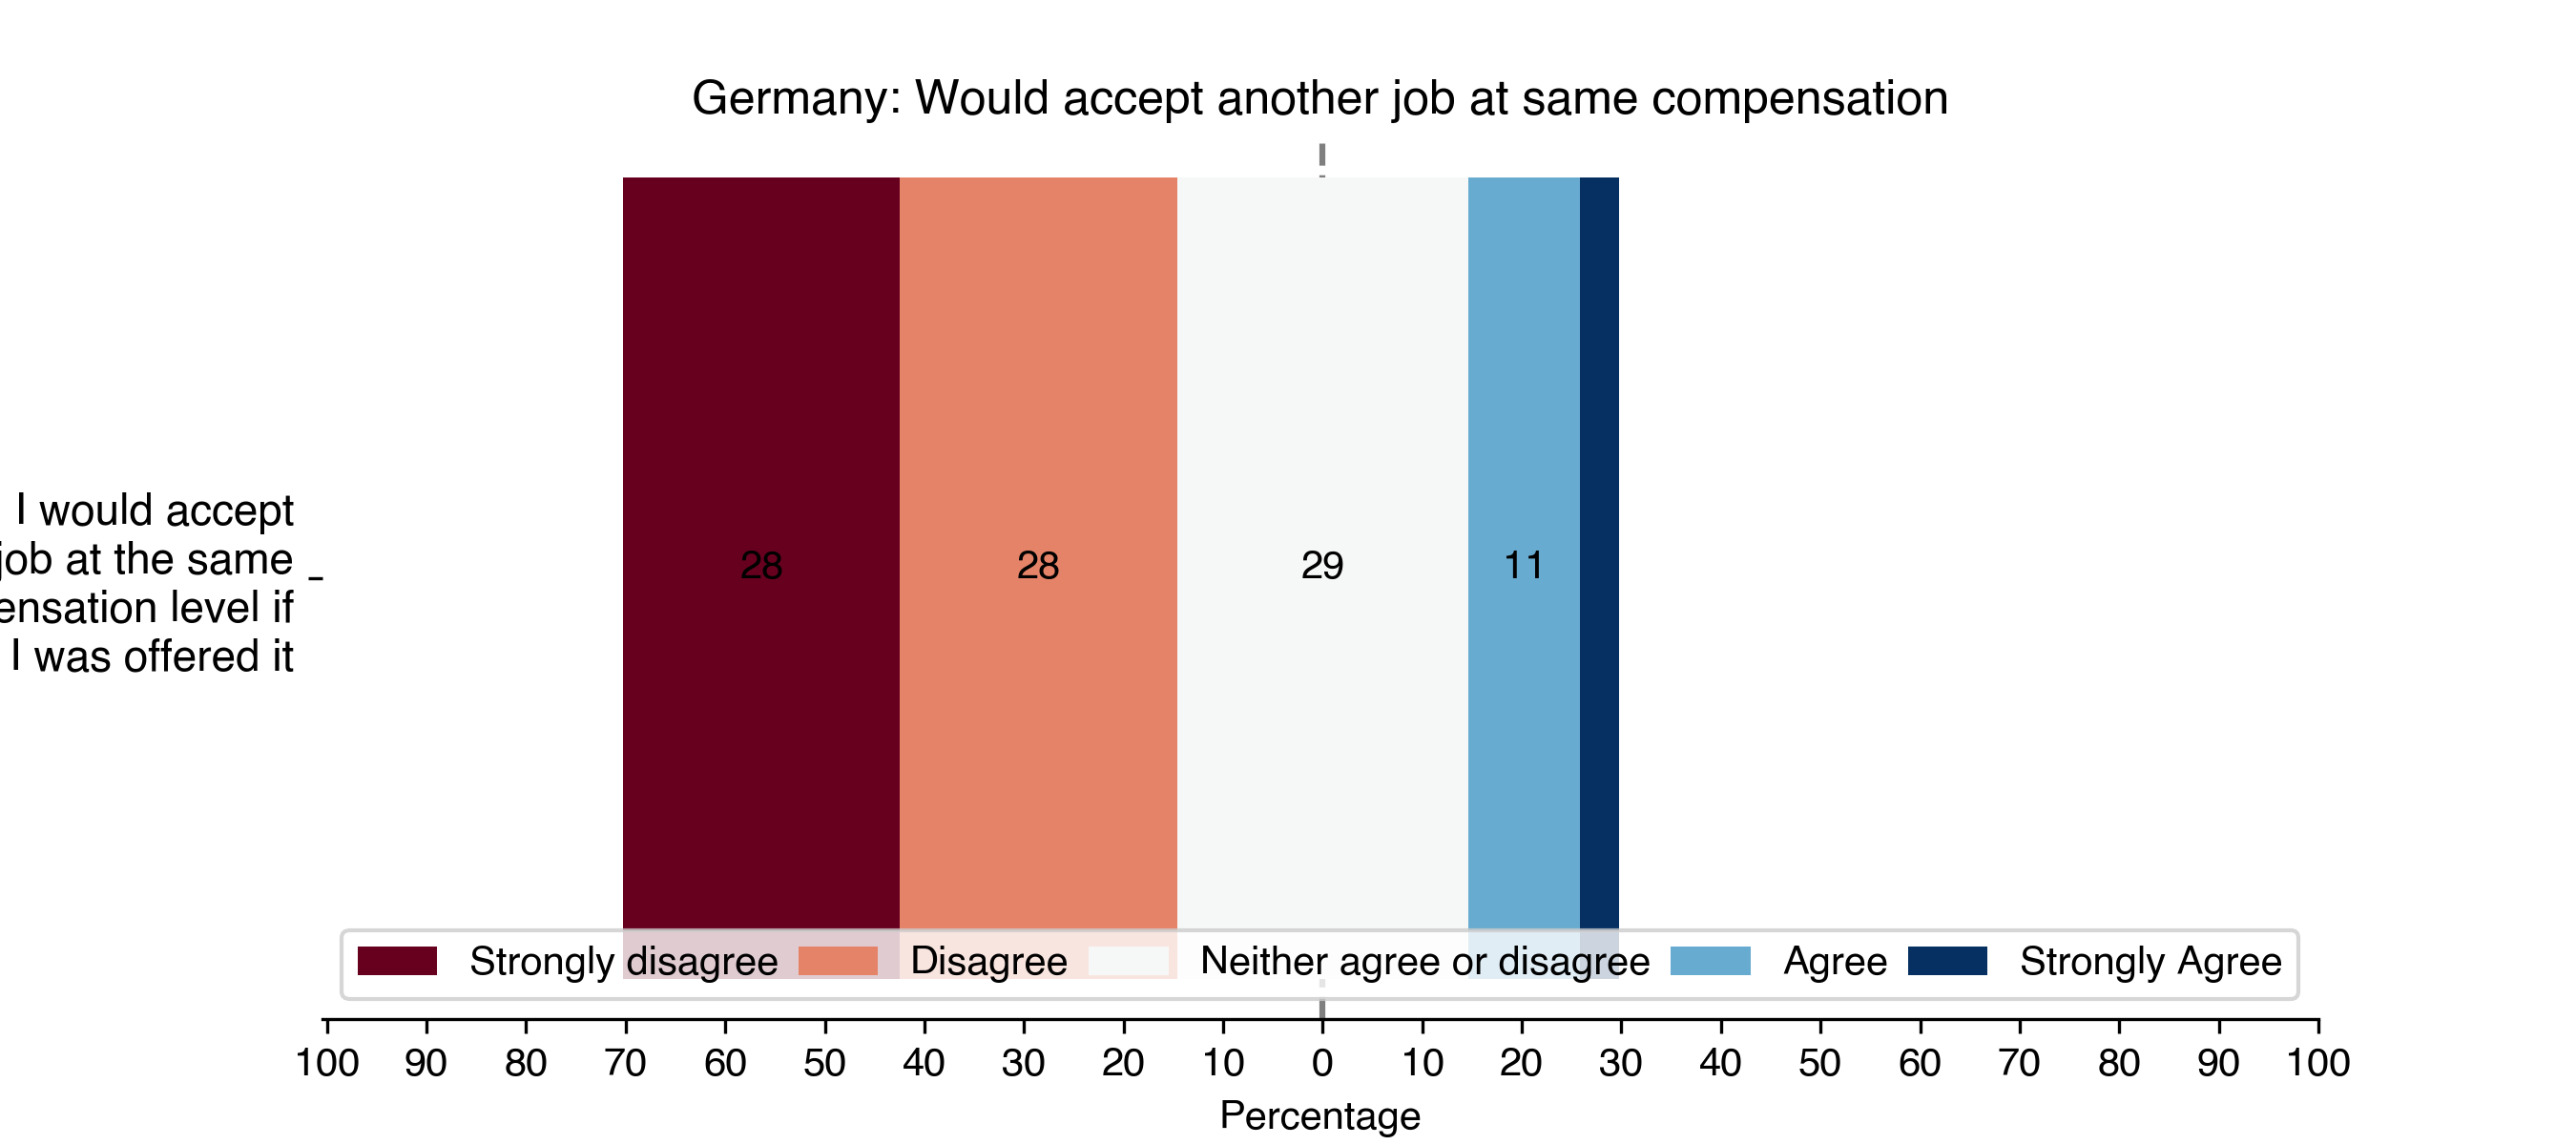 Germany: Would accept another job at same compensation
I would accept
job at the same
level if
I was offered it
28
28
29
11
Strongly disagree
Disagree
Neither agree or disagree
Agree
Strongly Agree
100 90 80 70 60 50 40 30 20 10 0 10 20 30 40 50 60 70 80 90 100
Percentage